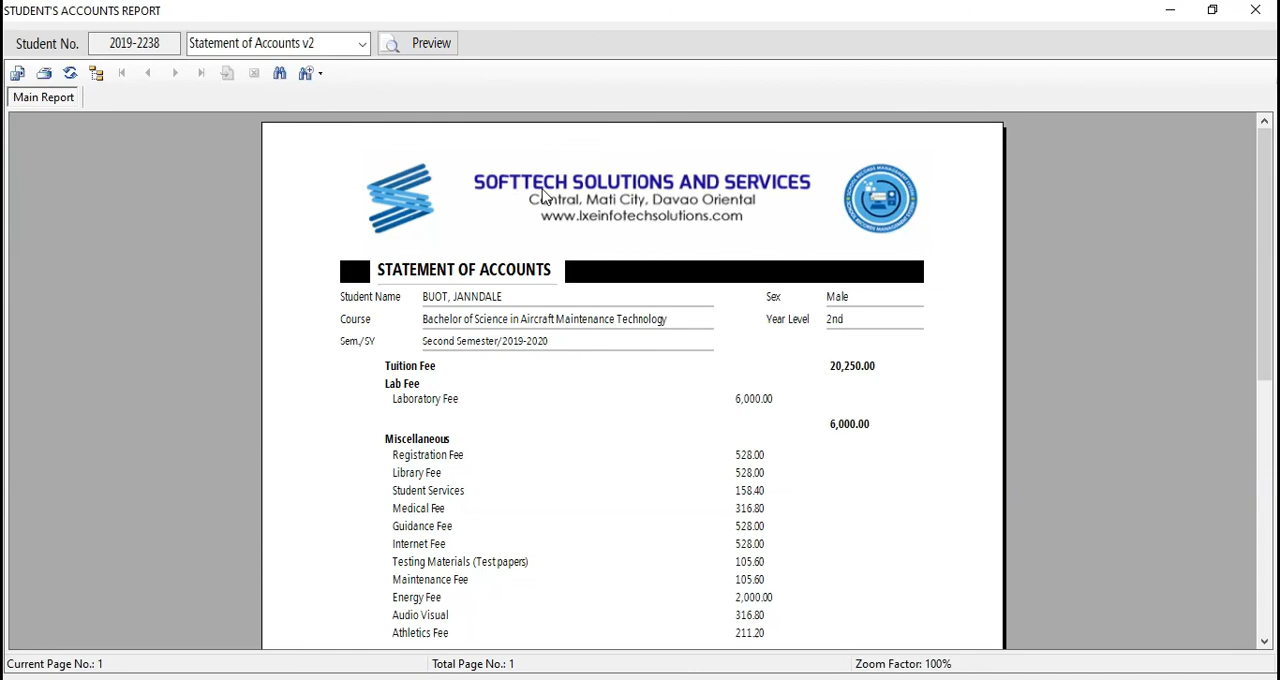 STUDENT'S ACCOUNTS REPORT
Student No. 2019-2238 Statement of Accounts v2 Preview
Main Report
SOFTTECH SOLUTIONS AND SERVICES
Central, Mati City, Davao Oriental
www.lxeinfotechsolutions.com
STATEMENT OF ACCOUNTS
Student Name BUOT, JANNDALE Sex Male
Course Bachelor of Science in Aircraft Maintenance Technology Year Level 2nd
Sem./SY Second Semester/2019-2020
Tuition Fee 20,250.00
Lab Fee
Laboratory Fee 6,000.00
6,000.00
Miscellaneous
Registration Fee 528.00
Library Fee 528.00
Student Services 158.40
Medical Fee 316.80
Guidance Fee 528.00
Internet Fee 528.00
Testing Materials (Test papers) 105.60
Maintenance Fee 105.60
Energy Fee 2,000.00
Audio Visual 316.80
Athletics Fee 211.20
Current Page No.: 1 Total Page No.: 1 Zoom Factor: 100%